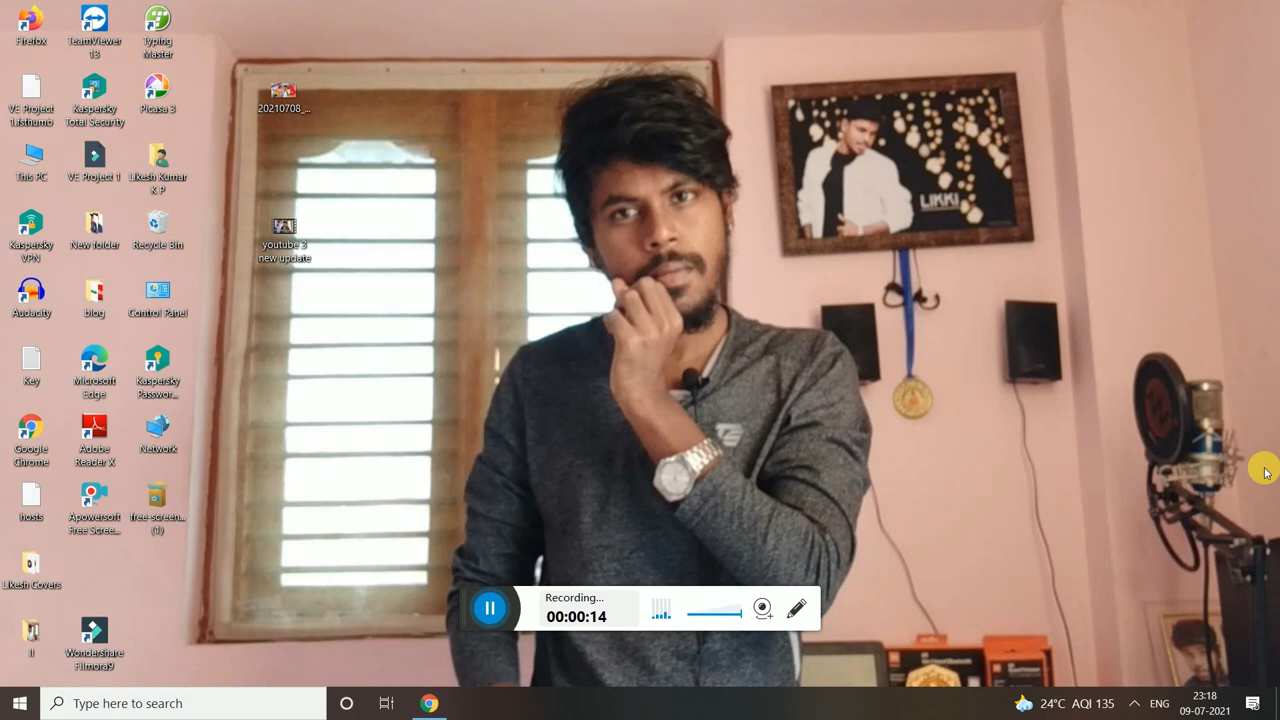 Firefox
TeamViewer
13
Typing
Master
VE Project
1.fsthumb
Kaspersky
Total Security
Picasa 3
20210708_...
This PC
VE Project 1
Likesh Kumar
K P
Kaspersky
VPN
New folder
Recycle Bin
youtube 3
new update
LIKKI
Audacity
blog
Control Panel
Key
Microsoft
Edge
Kaspersky
Passwor...
Google
Chrome
Adobe
Reader X
Network
hosts
Apowersoft
Free Scree...
free-screen...
(1)
Likesh Covers
Recording...
00:00:14
!!
Wondershare
Filmora9
Type here to search
24°C AQI 135
ENG
23:18
09-07-2021